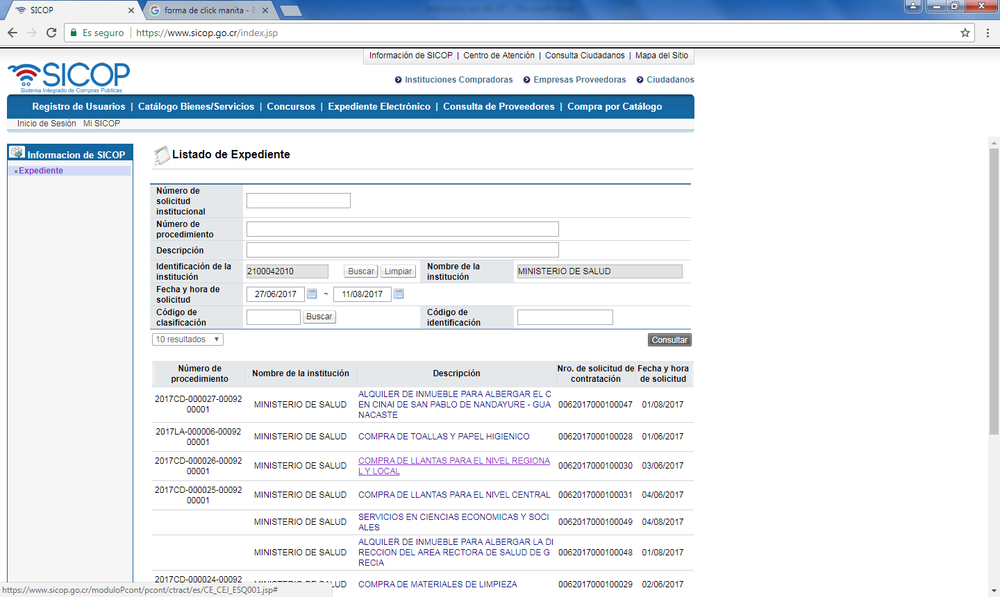 SICOP
forma de click manita - B
Es seguro
https://www.sicop.go.cr/index.jsp
Información de SICOP | Centro de Atención | Consulta Ciudadanos | Mapa del Sitio
SICOP
Sistema Integrado de Compras Publicas
Instituciones Compradoras Empresas Proveedoras Ciudadanos
Registro de Usuarios | Catálogo Bienes/Servicios | Concursos | Expediente Electrónico | Consulta de Proveedores | Compra por Catálogo
Inicio de Sesión Mi SICOP
Informacion de SICOP
Expediente
Listado de Expediente
Número de
solicitud
institucional
Número de
procedimiento
Descripción
Identificación de la
institución
2100042010 Buscar Limpiar
Nombre de la
institución
MINISTERIO DE SALUD
Fecha y hora de
solicitud
27/06/2017 ~ 11/08/2017
Código de
clasificación
Buscar
Código de
identificación
10 resultados
Consultar
Número de
procedimiento
Nombre de la institución
Descripción
Nro. de solicitud de
contratación
Fecha y hora
de solicitud
2017CD-000027-00092
00001
MINISTERIO DE SALUD
ALQUILER DE INMUEBLE PARA ALBERGAR EL C
EN CINAI DE SAN PABLO DE NANDAYURE - GUA
NACASTE
0062017000100047
01/08/2017
2017LA-000006-00092
00001
MINISTERIO DE SALUD
COMPRA DE TOALLAS Y PAPEL HIGIENICO
0062017000100028
01/06/2017
2017CD-000026-00092
00001
MINISTERIO DE SALUD
COMPRA DE LLANTAS PARA EL NIVEL REGIONA
L Y LOCAL
0062017000100030
03/06/2017
2017CD-000025-00092
00001
MINISTERIO DE SALUD
COMPRA DE LLANTAS PARA EL NIVEL CENTRAL
0062017000100031
04/06/2017
MINISTERIO DE SALUD
SERVICIOS EN CIENCIAS ECONOMICAS Y SOCI
ALES
0062017000100049
04/08/2017
MINISTERIO DE SALUD
ALQUILER DE INMUEBLE PARA ALBERGAR LA DI
RECCION DEL AREA RECTORA DE SALUD DE G
RECIA
0062017000100048
01/08/2017
2017CD-000024-00092
MINISTERIO DE SALUD
COMPRA DE MATERIALES DE LIMPIEZA
0062017000100029
02/06/2017
https://www.sicop.go.cr/moduloPcont/pcont/ctract/es/CE_CEJ_ESQ001.jsp#